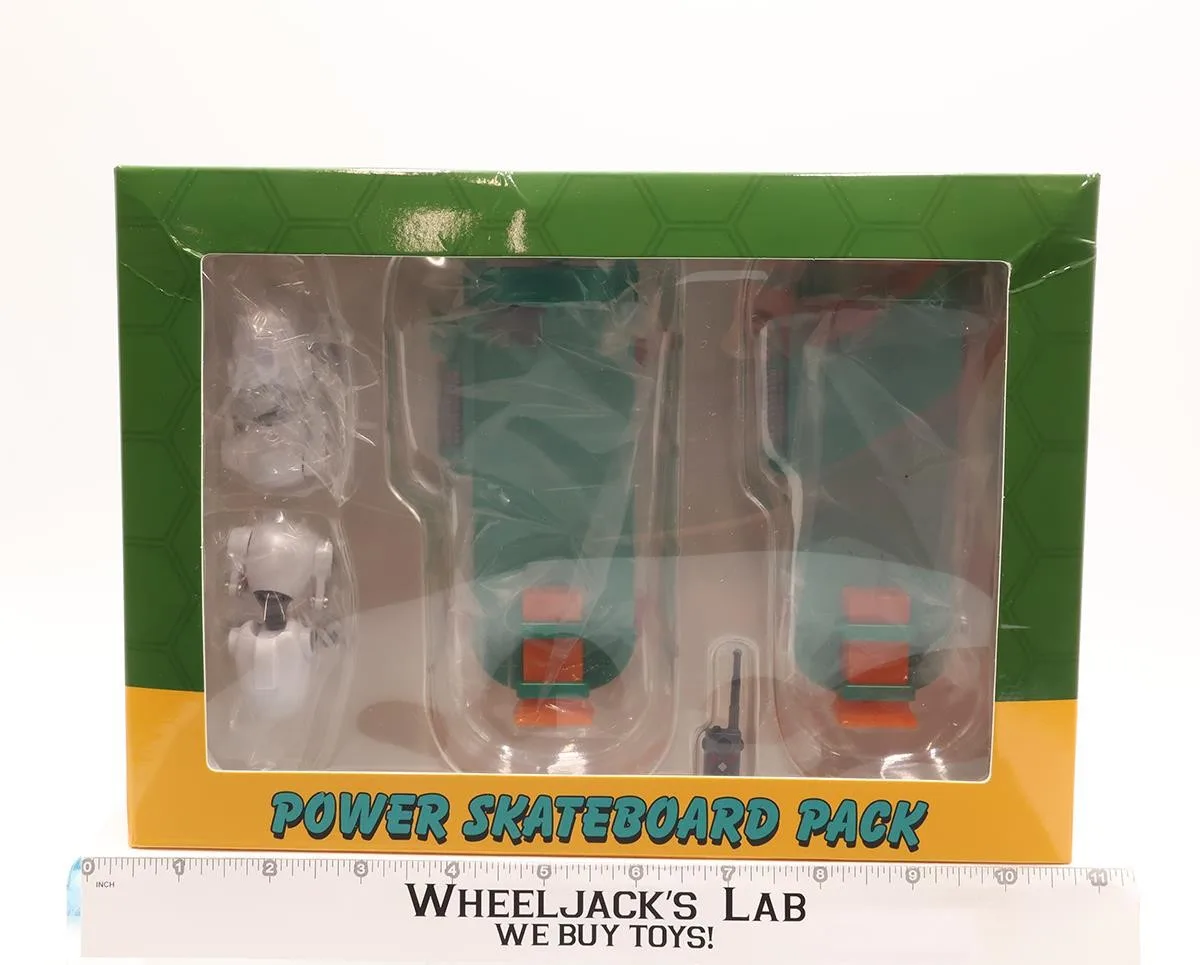 POWER SKATEBOARD PACK
0 1 2 3 4 5 6 7 8 9 10 11
INCH
WHEELJACK'S LAB
WE BUY TOYS!